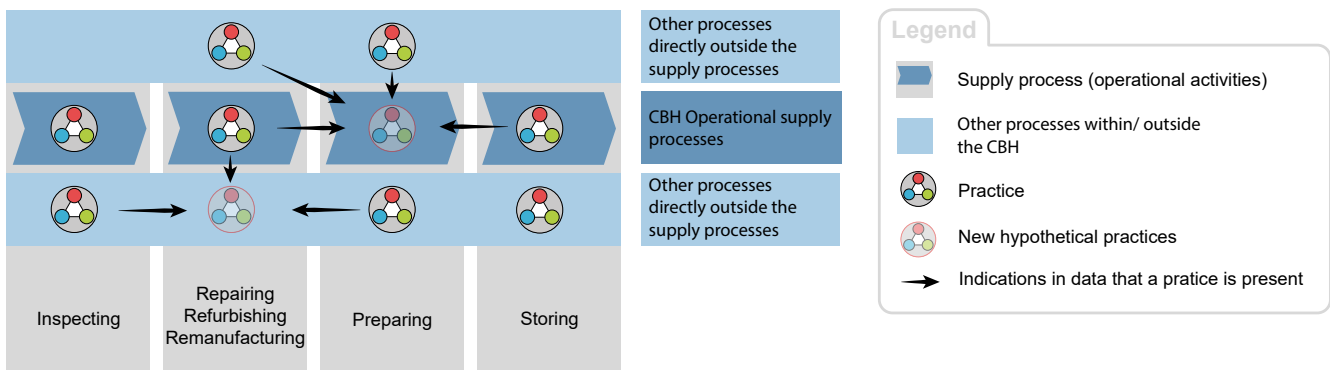 Other processes
directly outside the
supply processes
CBH Operational supply
processes
Other processes
directly outside the
supply processes
Inspecting
Repairing
Refurbishing
Remanufacturing
Preparing
Storing
Legend
Supply process (operational activities)
Other processes within/ outside
the CBH
Practice
New hypothetical practices
Indications in data that a pratice is present